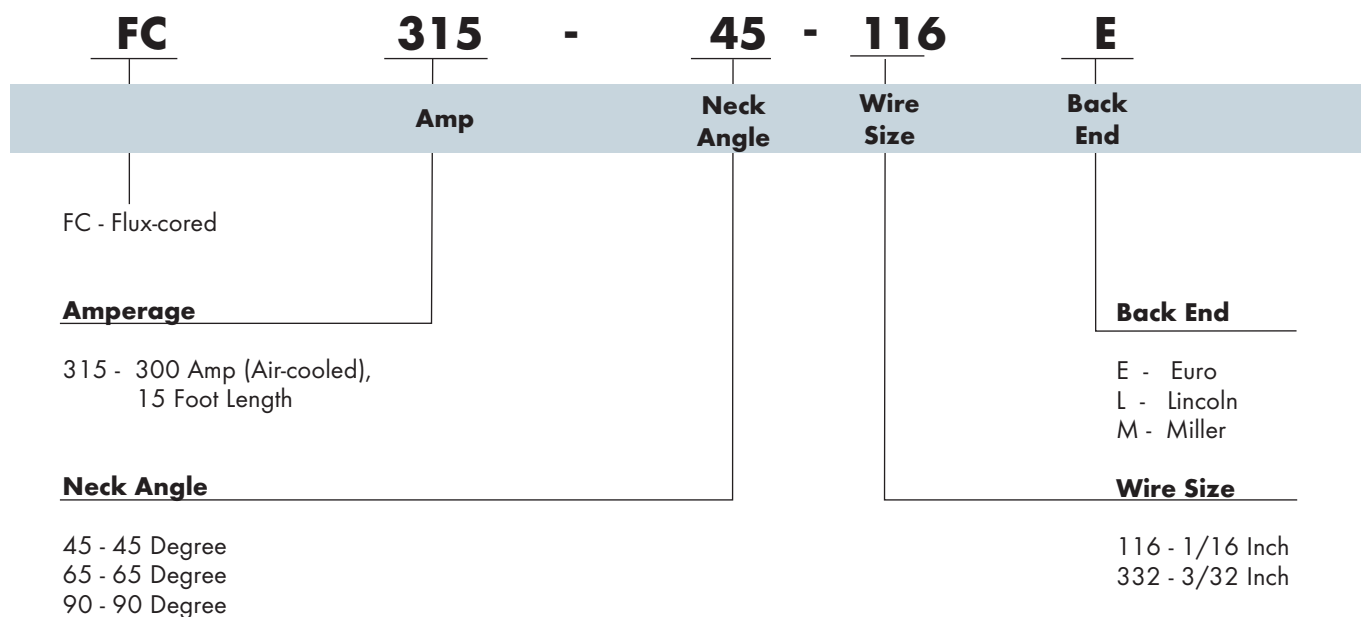 FC 315 - 45 - 116 E
Amp
Neck Angle
Wire Size
Back End
FC - Flux-cored
Amperage
315 - 300 Amp (Air-cooled),
15 Foot Length
Neck Angle
45 - 45 Degree
65 - 65 Degree
90 - 90 Degree
Back End
E - Euro
L - Lincoln
M - Miller
Wire Size
116 - 1/16 Inch
332 - 3/32 Inch